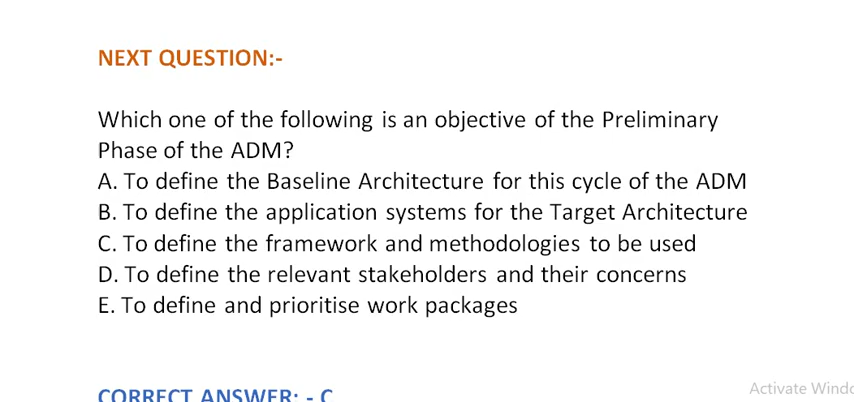 NEXT QUESTION:-
Which one of the following is an objective of the Preliminary
Phase of the ADM?
A. To define the Baseline Architecture for this cycle of the ADM
B. To define the application systems for the Target Architecture
C. To define the framework and methodologies to be used
D. To define the relevant stakeholders and their concerns
E. To define and prioritise work packages
Activate Windo
CORRECT ANSWER: - C